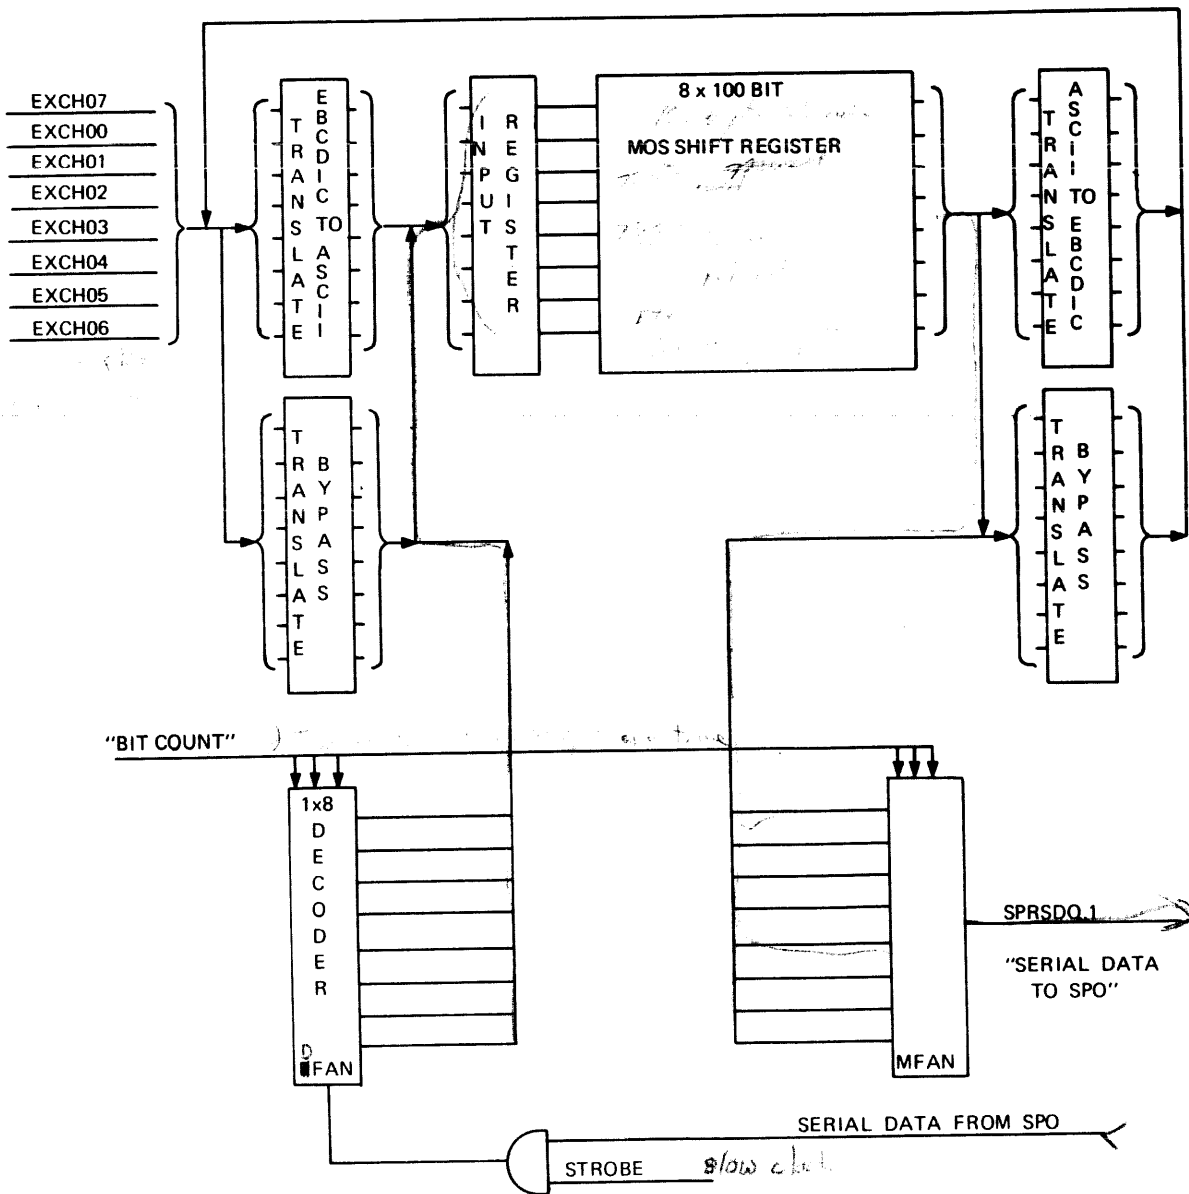 EXCH07
EXCH00
EXCH01
EXCH02
EXCH03
EXCH04
EXCH05
EXCH06
EBCDIC TO ASCII
TRANSLATE
INPUT
REGISTER
8 x 100 BIT
MOS SHIFT REGISTER
ASCII TO EBCDIC
TRANSLATE
TRANSLATE
BYPASS
TRANSLATE
BYPASS
"BIT COUNT"
1x8
DECODER
D
FAN
MFAN
SPRSDO.1
"SERIAL DATA
TO SPO"
SERIAL DATA FROM SPO
STROBE slow